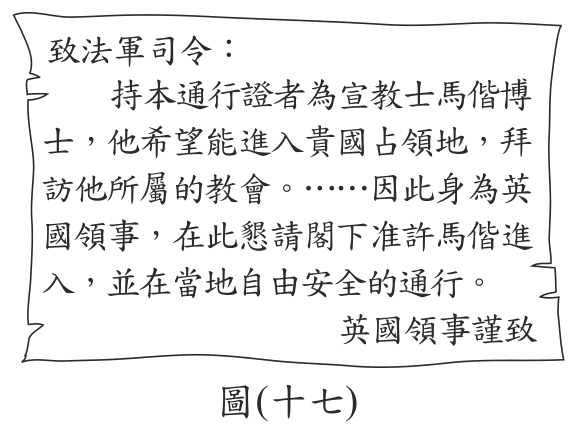 致法軍司令：
持本通行證者為宣教士馬偕博
士，他希望能進入貴國占領地，拜
訪他所屬的教會。……因此身為英
國領事，在此懇請閣下准許馬偕進
入，並在當地自由安全的通行。
英國領事謹致
圖(十七)